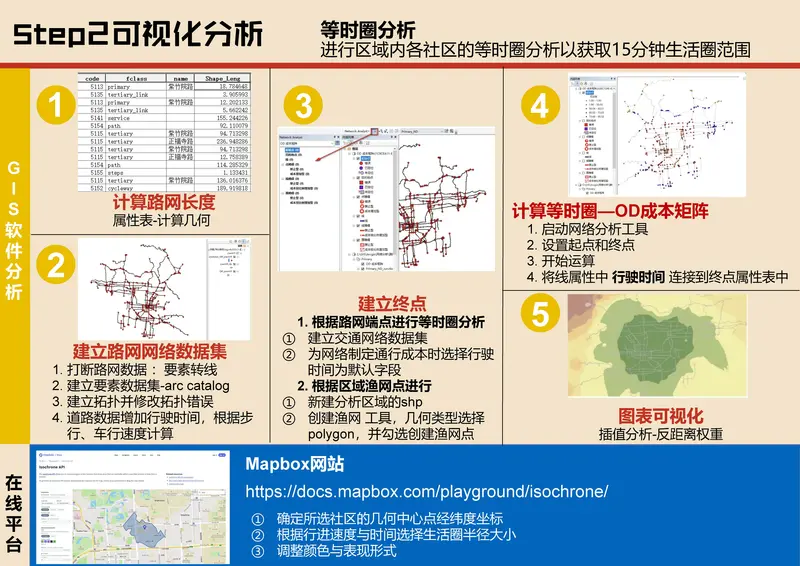 Step2可视化分析
等时圈分析
进行区域内各社区的等时圈分析以获取15分钟生活圈范围
GIS软件分析
1
code fclass name Shape_Leng
5113 primary 紫竹院路 18.784648
5135 tertiary_link 3.905993
5113 primary 紫竹院路 12.202133
5135 tertiary_link 5.662242
5141 service 155.244226
5154 path 92.110079
5115 tertiary 紫竹院路 94.713298
5115 tertiary 正福寺路 236.948286
5115 tertiary 紫竹院路 94.713298
5115 tertiary 正福寺路 12.758389
5154 path 114.285329
5155 steps 1.133431
5115 tertiary 紫竹院路 136.016376
5152 cycleway 189.919818
计算路网长度
属性表-计算几何
2
建立路网网络数据集
1. 打断路网数据 ：要素转线
2. 建立要素数据集-arc catalog
3. 建立拓扑并修改拓扑错误
4. 道路数据增加行驶时间，根据步
行、车行速度计算
3
Network Analyst
建立终点
1. 根据路网端点进行等时圈分析
① 建立交通网络数据集
② 为网络制定通行成本时选择行驶
时间为默认字段
2. 根据区域渔网点进行
① 新建分析区域的shp
② 创建渔网 工具，几何类型选择
polygon，并勾选创建渔网点
4
计算等时圈—OD成本矩阵
1. 启动网络分析工具
2. 设置起点和终点
3. 开始运算
4. 将线属性中 行驶时间 连接到终点属性表中
5
图表可视化
插值分析-反距离权重
在线平台
Isochrone API
Mapbox网站
https://docs.mapbox.com/playground/isochrone/
① 确定所选社区的几何中心点经纬度坐标
② 根据行进速度与时间选择生活圈半径大小
③ 调整颜色与表现形式